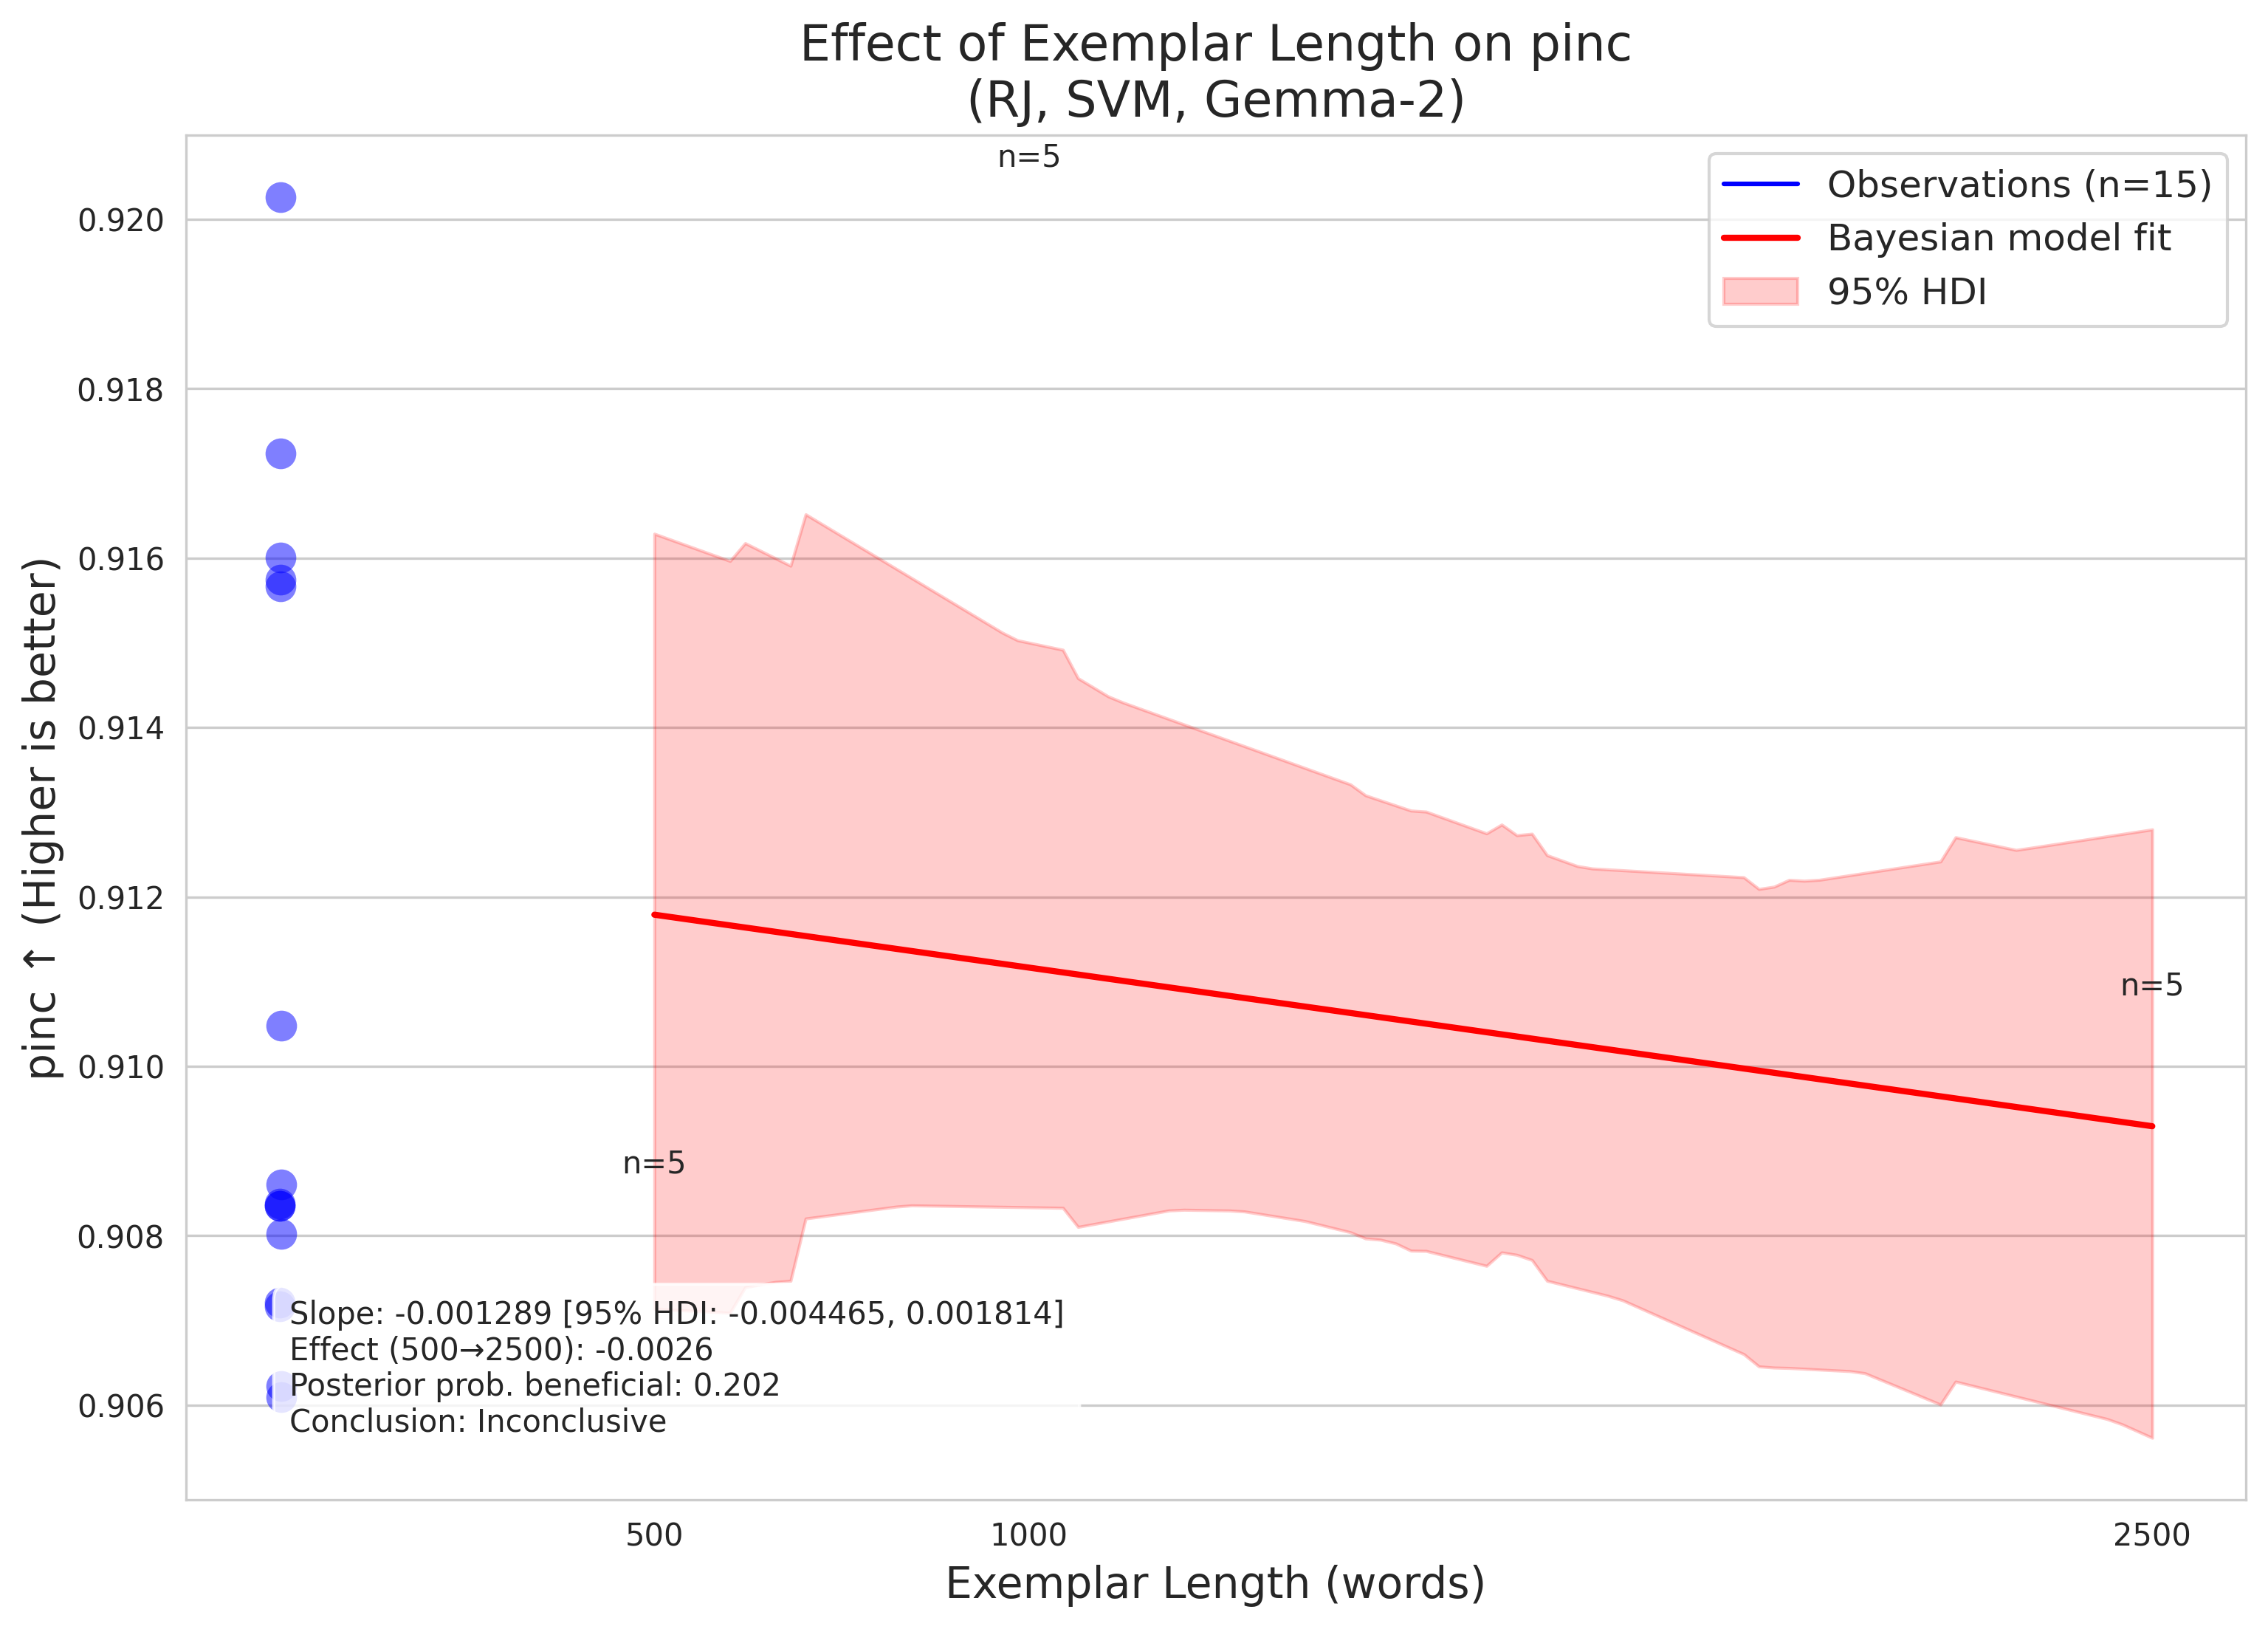 Effect of Exemplar Length on pinc
(RJ, SVM, Gemma-2)
n=5
Observations (n=15)
Bayesian model fit
95% HDI
pinc ↑ (Higher is better)
0.920
0.918
0.916
0.914
0.912
0.910
0.908
0.906
n=5
n=5
Slope: -0.001289 [95% HDI: -0.004465, 0.001814]
Effect (500→2500): -0.0026
Posterior prob. beneficial: 0.202
Conclusion: Inconclusive
500
1000
2500
Exemplar Length (words)